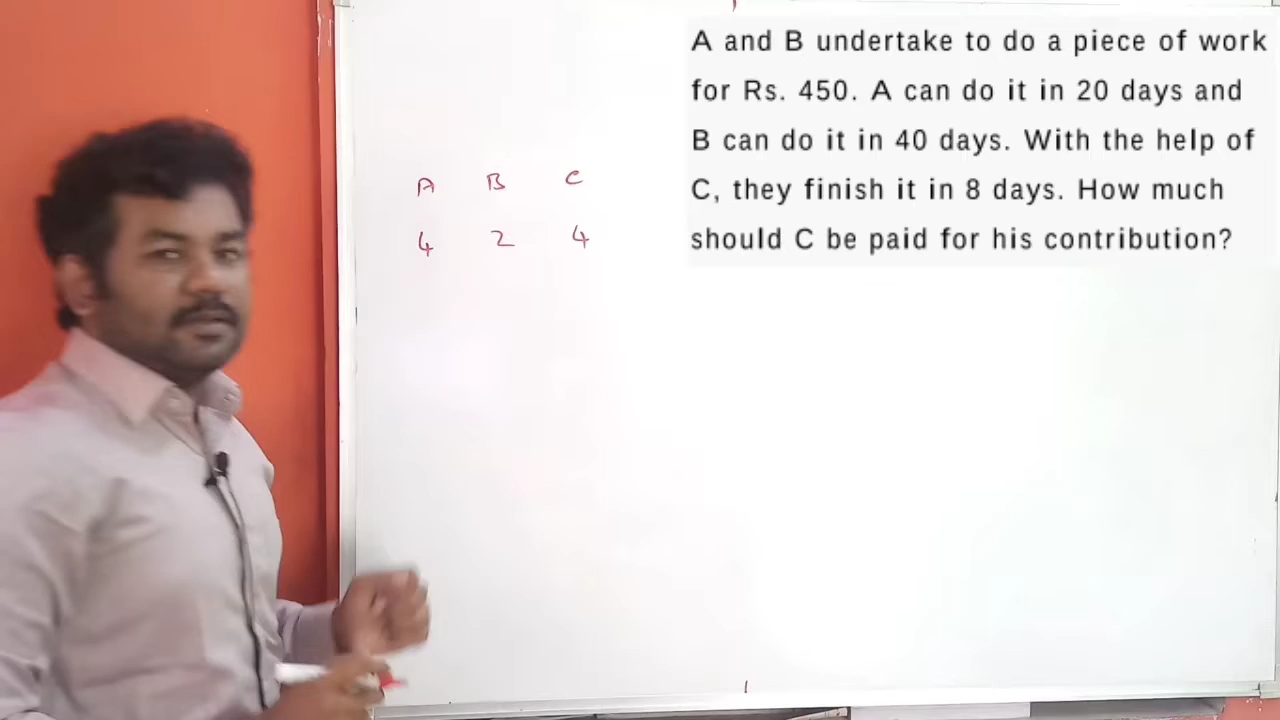 A and B undertake to do a piece of work
for Rs. 450. A can do it in 20 days and
B can do it in 40 days. With the help of
C, they finish it in 8 days. How much
should C be paid for his contribution?
A B C
4 2 4